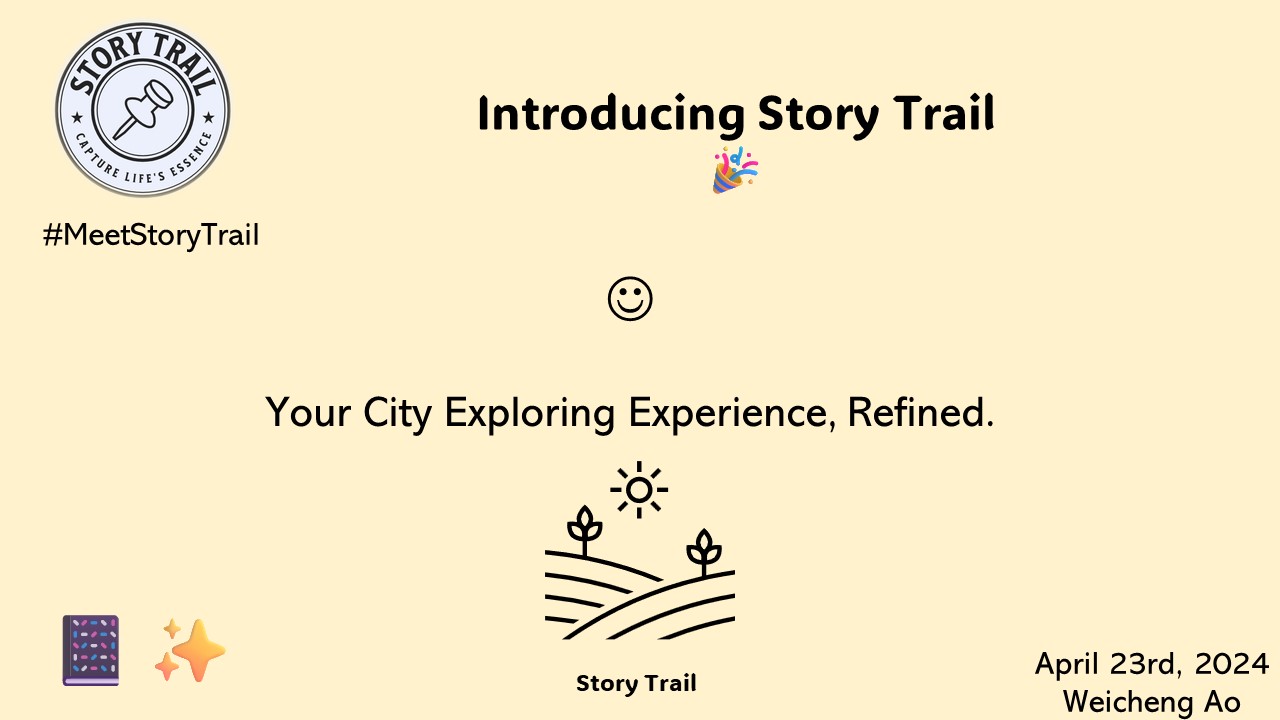 STORY TRAIL
CAPTURE LIFE'S ESSENCE
#MeetStoryTrail
Introducing Story Trail
Your City Exploring Experience, Refined.
Story Trail
April 23rd, 2024
Weicheng Ao